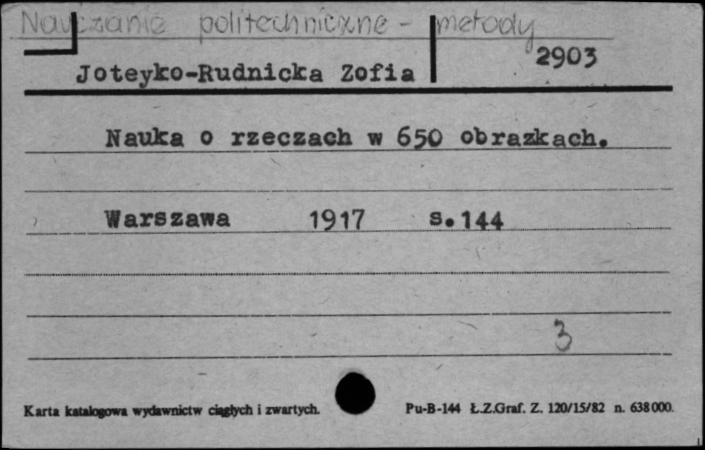 Nauczanie politechniczne - metody
2903
Joteyko-Rudnicka Zofia
Nauka o rzeczach w 650 obrazkach.
Warszawa 1917 s.144
3
Karta katalogowa wydawnictw ciągłych i zwartych.
Pu-B-144 Ł.Z.Graf. Z. 120/15/82 n. 638000.